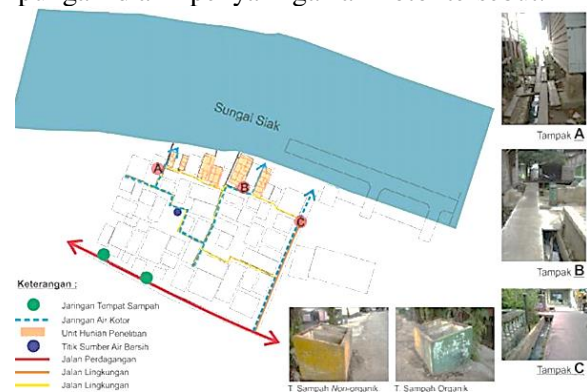 Sungai Siak
A
B
C
Tampak A
Tampak B
Tampak C
Keterangan :
Jaringan Tempat Sampah
Jaringan Air Kotor
Unit Hunian Penelitian
Titik Sumber Air Bersih
Jalan Perdagangan
Jalan Lingkungan
Jalan Lingkungan
T. Sampah Non-organik
T. Sampah Organik